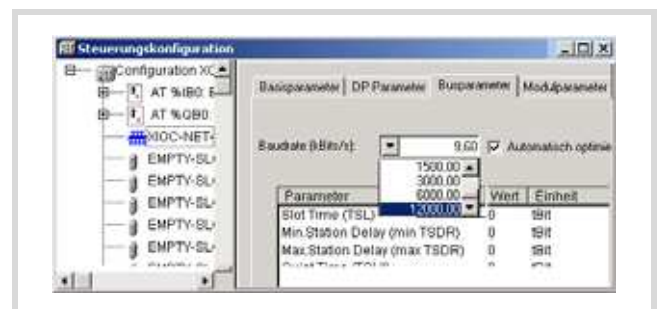 Steuerungskonfiguration
Configuration XC
AT %IB0: E
AT %QB0:
XIOC-NET
EMPTY-SL
EMPTY-SL
EMPTY-SL
EMPTY-SL
Basisparameter
DP Parameter
Busparameter
Modulparameter
Baudrate (kBits/s): 9.60 Automatisch optimie
1500.00
3000.00
6000.00
12000.00
Parameter Wert Einheit
Slot Time (TSL) 0 tBit
Min.Station Delay (min TSDR) 0 tBit
Max.Station Delay (max TSDR) 0 tBit